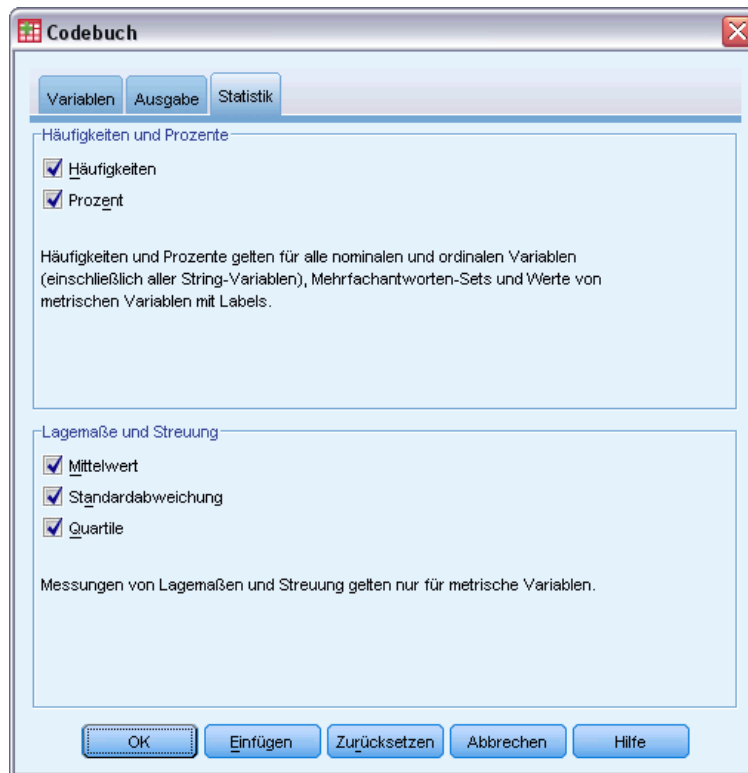 Codebuch
Variablen Ausgabe Statistik
Häufigkeiten und Prozente
Häufigkeiten
Prozent
Häufigkeiten und Prozente gelten für alle nominalen und ordinalen Variablen
(einschließlich aller String-Variablen), Mehrfachantworten-Sets und Werte von
metrischen Variablen mit Labels.
Lagemaße und Streuung
Mittelwert
Standardabweichung
Quartile
Messungen von Lagemaßen und Streuung gelten nur für metrische Variablen.
OK Einfügen Zurücksetzen Abbrechen Hilfe